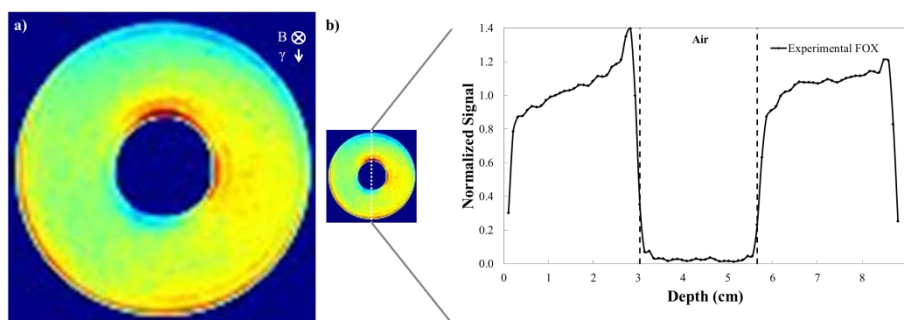 a)
B ⊗
γ ↓
b)
Normalized Signal
1.4
1.2
1.0
0.8
0.6
0.4
0.2
0.0
Air
Experimental FOX
0 1 2 3 4 5 6 7 8
Depth (cm)